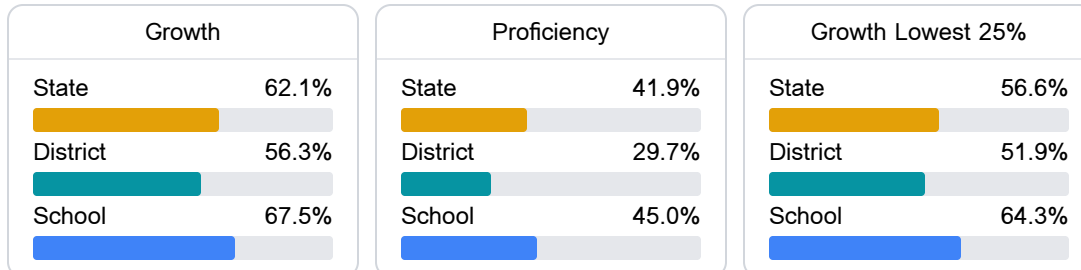 Growth
State 62.1%
District 56.3%
School 67.5%
Proficiency
State 41.9%
District 29.7%
School 45.0%
Growth Lowest 25%
State 56.6%
District 51.9%
School 64.3%